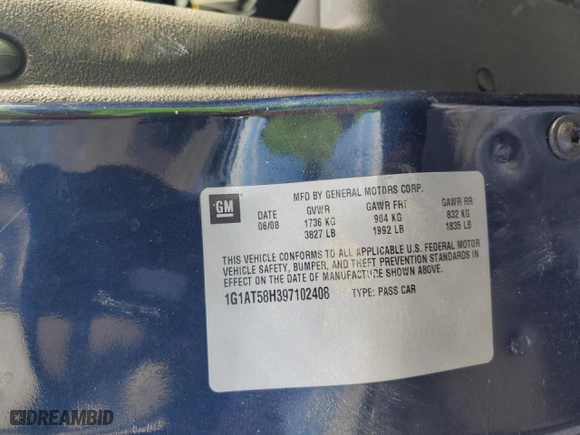 GM
MFD BY GENERAL MOTORS CORP.
DATE GVWR GAWR FRT GAWR RR
06/08 1736 KG 904 KG 832 KG
3827 LB 1992 LB 1835 LB
THIS VEHICLE CONFORMS TO ALL APPLICABLE U.S. FEDERAL MOTOR
VEHICLE SAFETY, BUMPER, AND THEFT PREVENTION STANDARDS IN
EFFECT ON THE DATE OF MANUFACTURE SHOWN ABOVE.
1G1AT58H397102408 TYPE: PASS CAR
DREAMBID